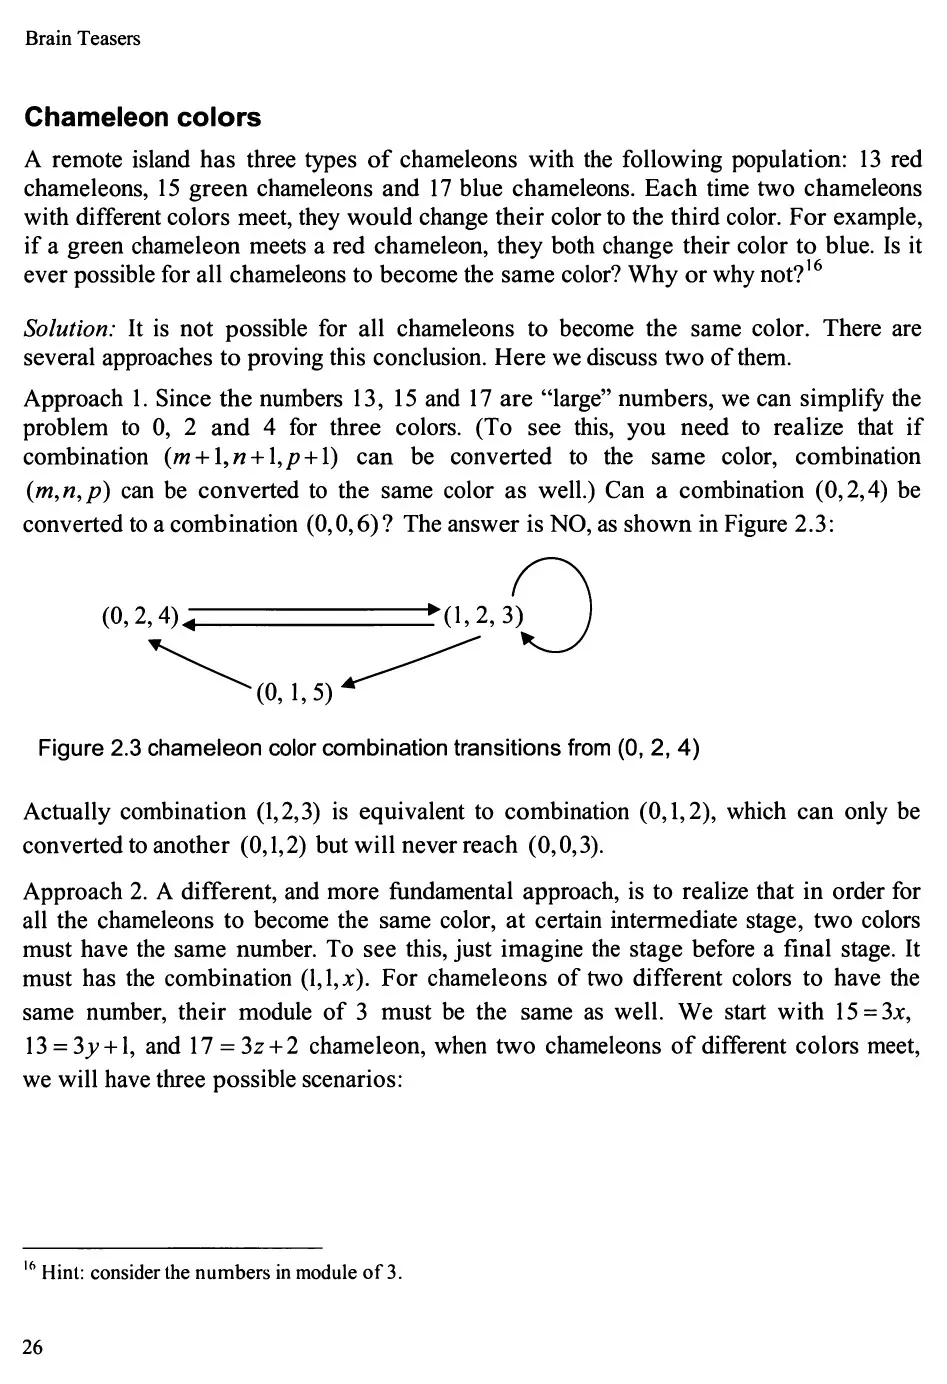 Brain Teasers
Chameleon colors
A remote island has three types of chameleons with the following population: 13 red
chameleons, 15 green chameleons and 17 blue chameleons. Each time two chameleons
with different colors meet, they would change their color to the third color. For example,
if a green chameleon meets a red chameleon, they both change their color to blue. Is it
ever possible for all chameleons to become the same color? Why or why not?¹⁶
Solution: It is not possible for all chameleons to become the same color. There are
several approaches to proving this conclusion. Here we discuss two of them.
Approach 1. Since the numbers 13, 15 and 17 are “large” numbers, we can simplify the
problem to 0, 2 and 4 for three colors. (To see this, you need to realize that if
combination (m+1,n+1,p+1) can be converted to the same color, combination
(m,n,p) can be converted to the same color as well.) Can a combination (0,2,4) be
converted to a combination (0,0,6)? The answer is NO, as shown in Figure 2.3:
(0, 2, 4) (1, 2, 3)
(0, 1, 5)
Figure 2.3 chameleon color combination transitions from (0, 2, 4)
Actually combination (1,2,3) is equivalent to combination (0,1,2), which can only be
converted to another (0,1,2) but will never reach (0,0,3).
Approach 2. A different, and more fundamental approach, is to realize that in order for
all the chameleons to become the same color, at certain intermediate stage, two colors
must have the same number. To see this, just imagine the stage before a final stage. It
must has the combination (1,1,x). For chameleons of two different colors to have the
same number, their module of 3 must be the same as well. We start with 15=3x,
13=3y+1, and 17=3z+2 chameleon, when two chameleons of different colors meet,
we will have three possible scenarios:
¹⁶ Hint: consider the numbers in module of 3.
26